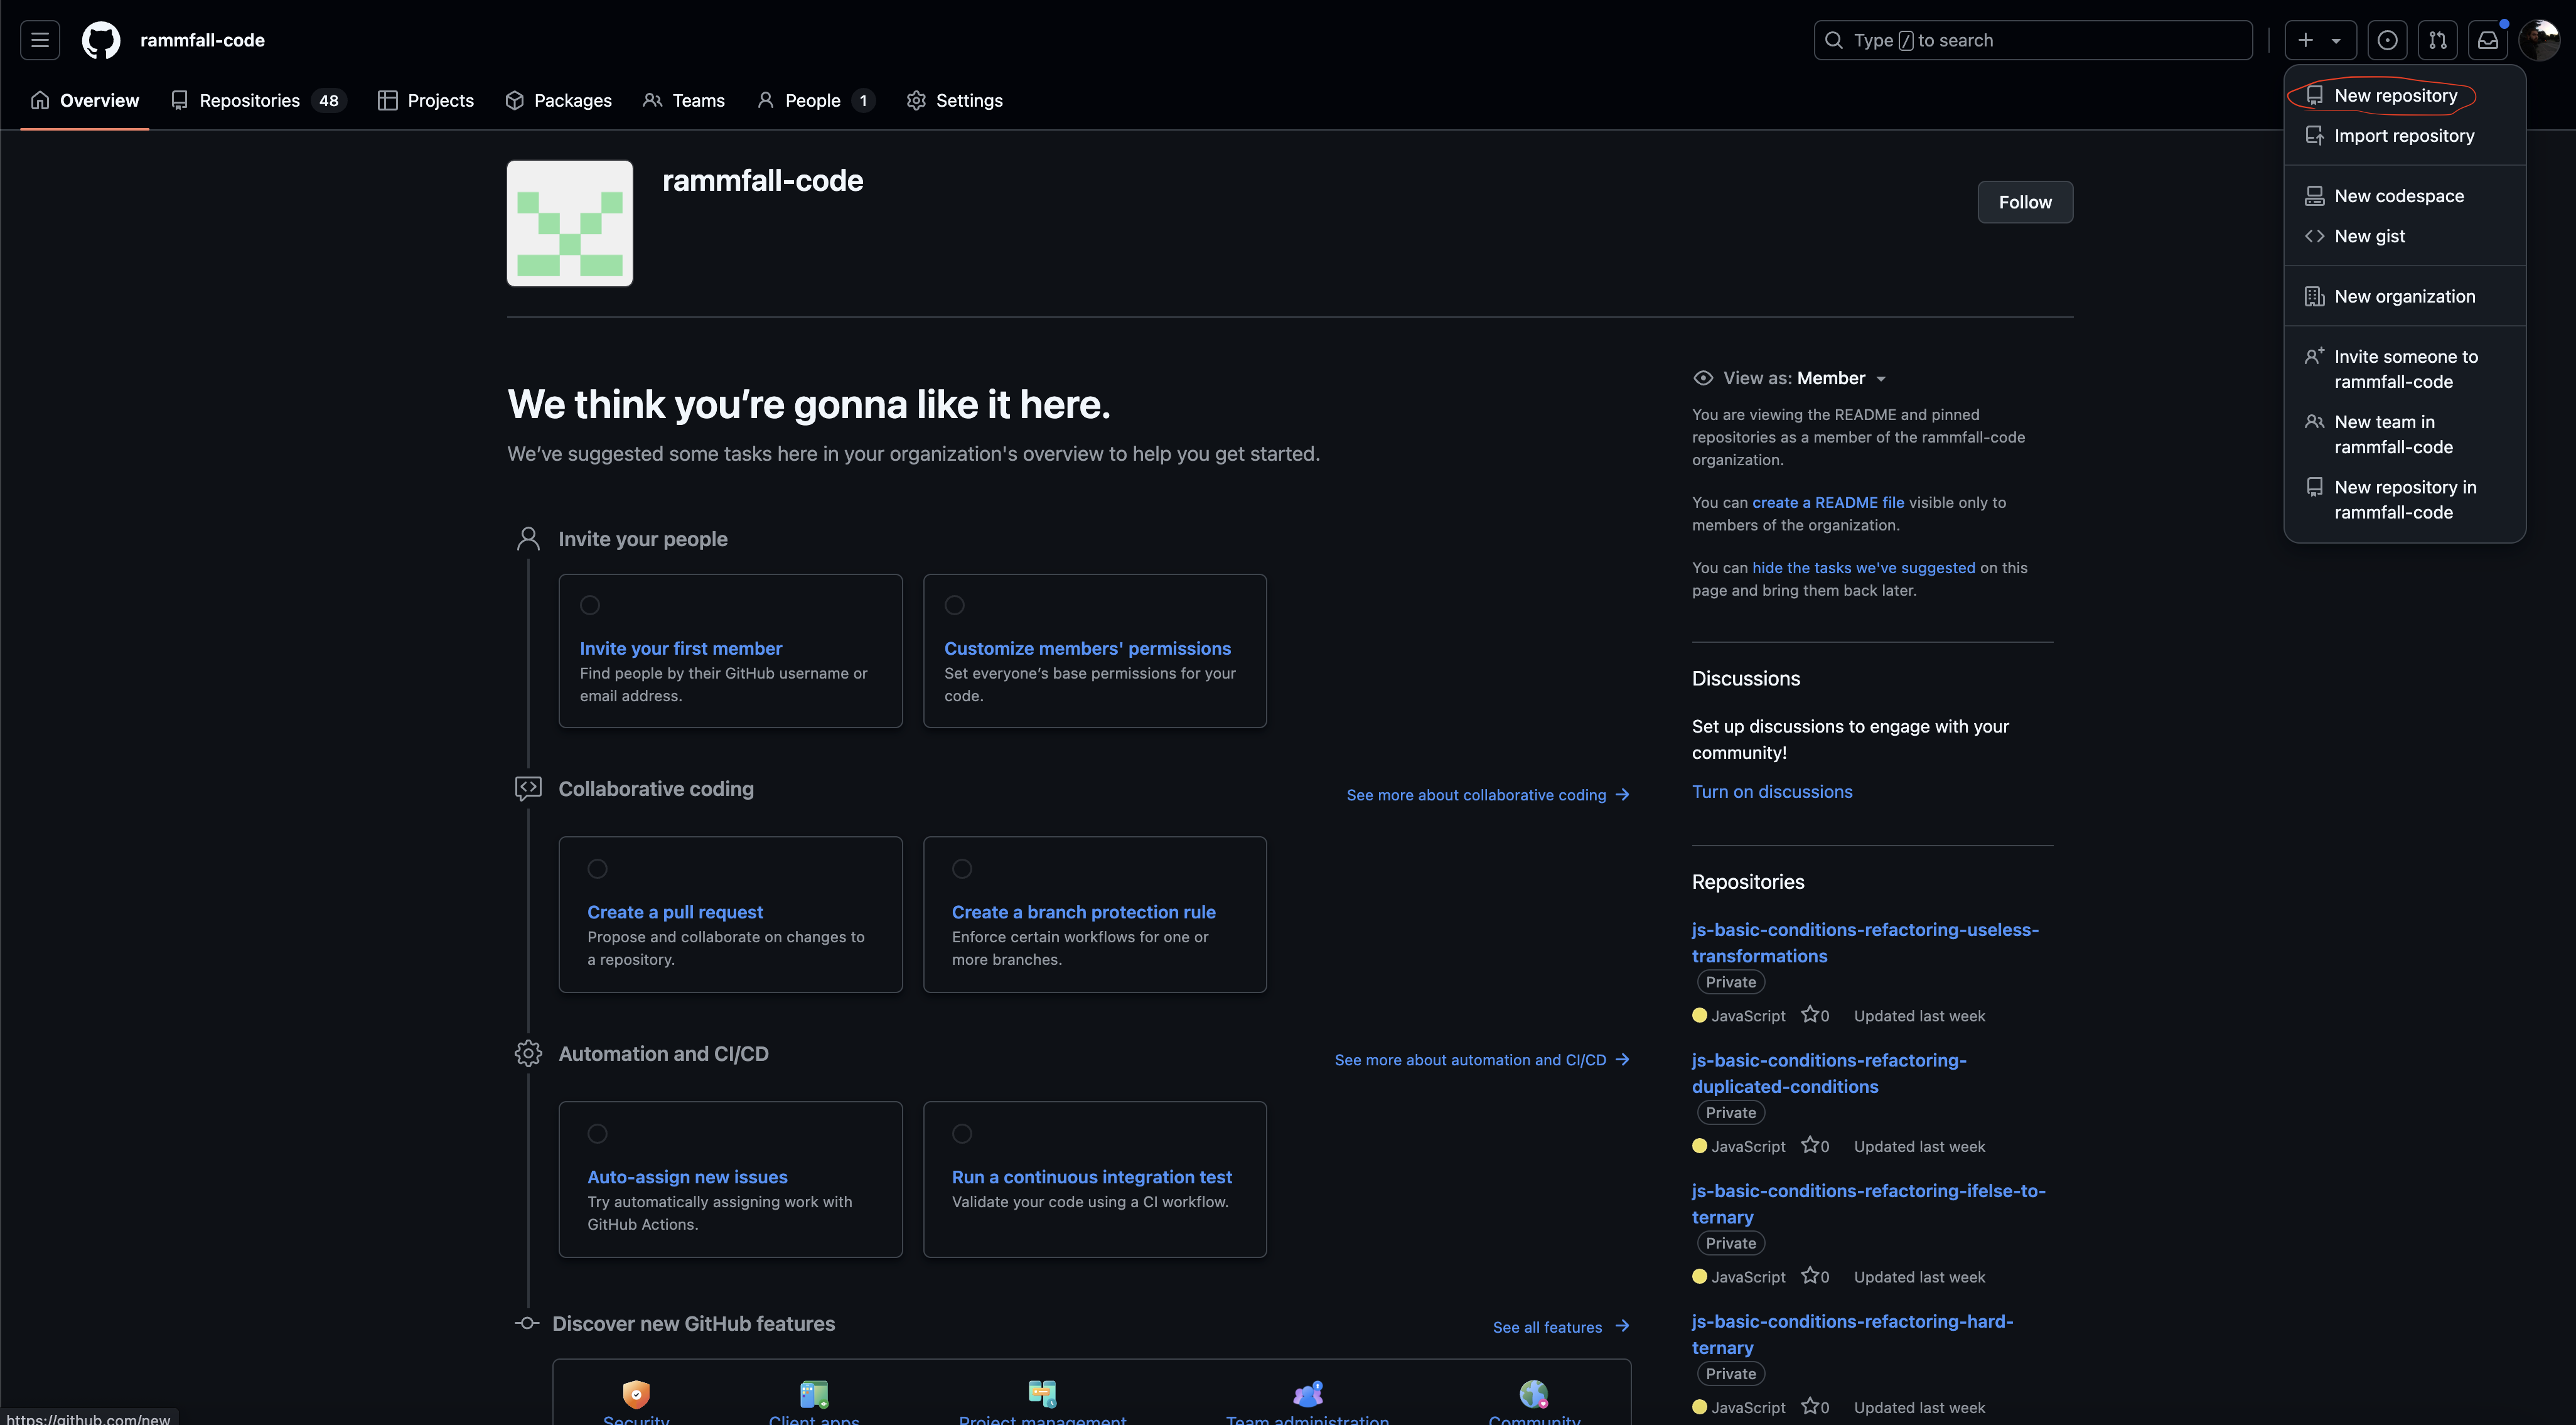 rammfall-code
Type / to search
Overview
Repositories 48
Projects
Packages
Teams
People 1
Settings
New repository
Import repository
New codespace
New gist
New organization
Invite someone to
rammfall-code
New team in
rammfall-code
New repository in
rammfall-code
rammfall-code
Follow
We think you’re gonna like it here.
We’ve suggested some tasks here in your organization's overview to help you get started.
Invite your people
Invite your first member
Find people by their GitHub username or
email address.
Customize members' permissions
Set everyone’s base permissions for your
code.
Collaborative coding
See more about collaborative coding
Create a pull request
Propose and collaborate on changes to
a repository.
Create a branch protection rule
Enforce certain workflows for one or
more branches.
Automation and CI/CD
See more about automation and CI/CD
Auto-assign new issues
Try automatically assigning work with
GitHub Actions.
Run a continuous integration test
Validate your code using a CI workflow.
Discover new GitHub features
See all features
Security
Client apps
Project management
Team administration
Community
View as: Member
You are viewing the README and pinned
repositories as a member of the rammfall-code
organization.
You can create a README file visible only to
members of the organization.
You can hide the tasks we've suggested on this
page and bring them back later.
Discussions
Set up discussions to engage with your
community!
Turn on discussions
Repositories
js-basic-conditions-refactoring-useless-
transformations
Private
JavaScript 0 Updated last week
js-basic-conditions-refactoring-
duplicated-conditions
Private
JavaScript 0 Updated last week
js-basic-conditions-refactoring-ifelse-to-
ternary
Private
JavaScript 0 Updated last week
js-basic-conditions-refactoring-hard-
ternary
Private
JavaScript 0 Updated last week
https://github.com/new